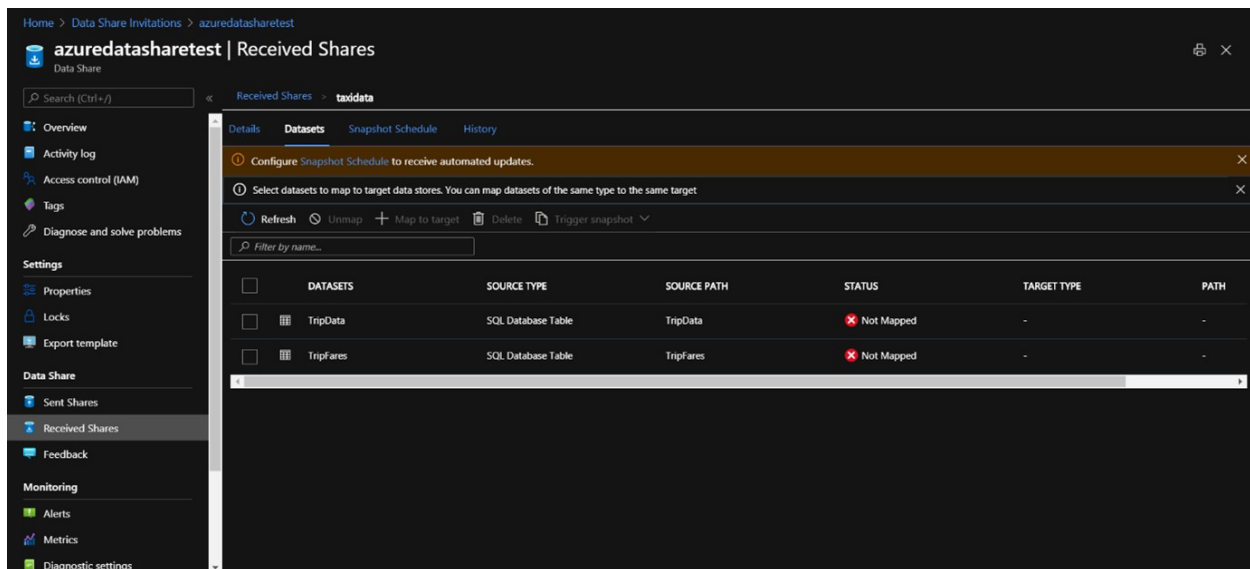 Home > Data Share Invitations > azuredatasharetest
azuredatasharetest | Received Shares
Data Share
Search (Ctrl+/)
«
Overview
Activity log
Access control (IAM)
Tags
Diagnose and solve problems
Settings
Properties
Locks
Export template
Data Share
Sent Shares
Received Shares
Feedback
Monitoring
Alerts
Metrics
Diagnostic settings
Received Shares > taxidata
Details Datasets Snapshot Schedule History
Configure Snapshot Schedule to receive automated updates.
Select datasets to map to target data stores. You can map datasets of the same type to the same target
Refresh Unmap Map to target Delete Trigger snapshot
Filter by name...
DATASETS SOURCE TYPE SOURCE PATH STATUS TARGET TYPE PATH
TripData SQL Database Table TripData Not Mapped - -
TripFares SQL Database Table TripFares Not Mapped - -